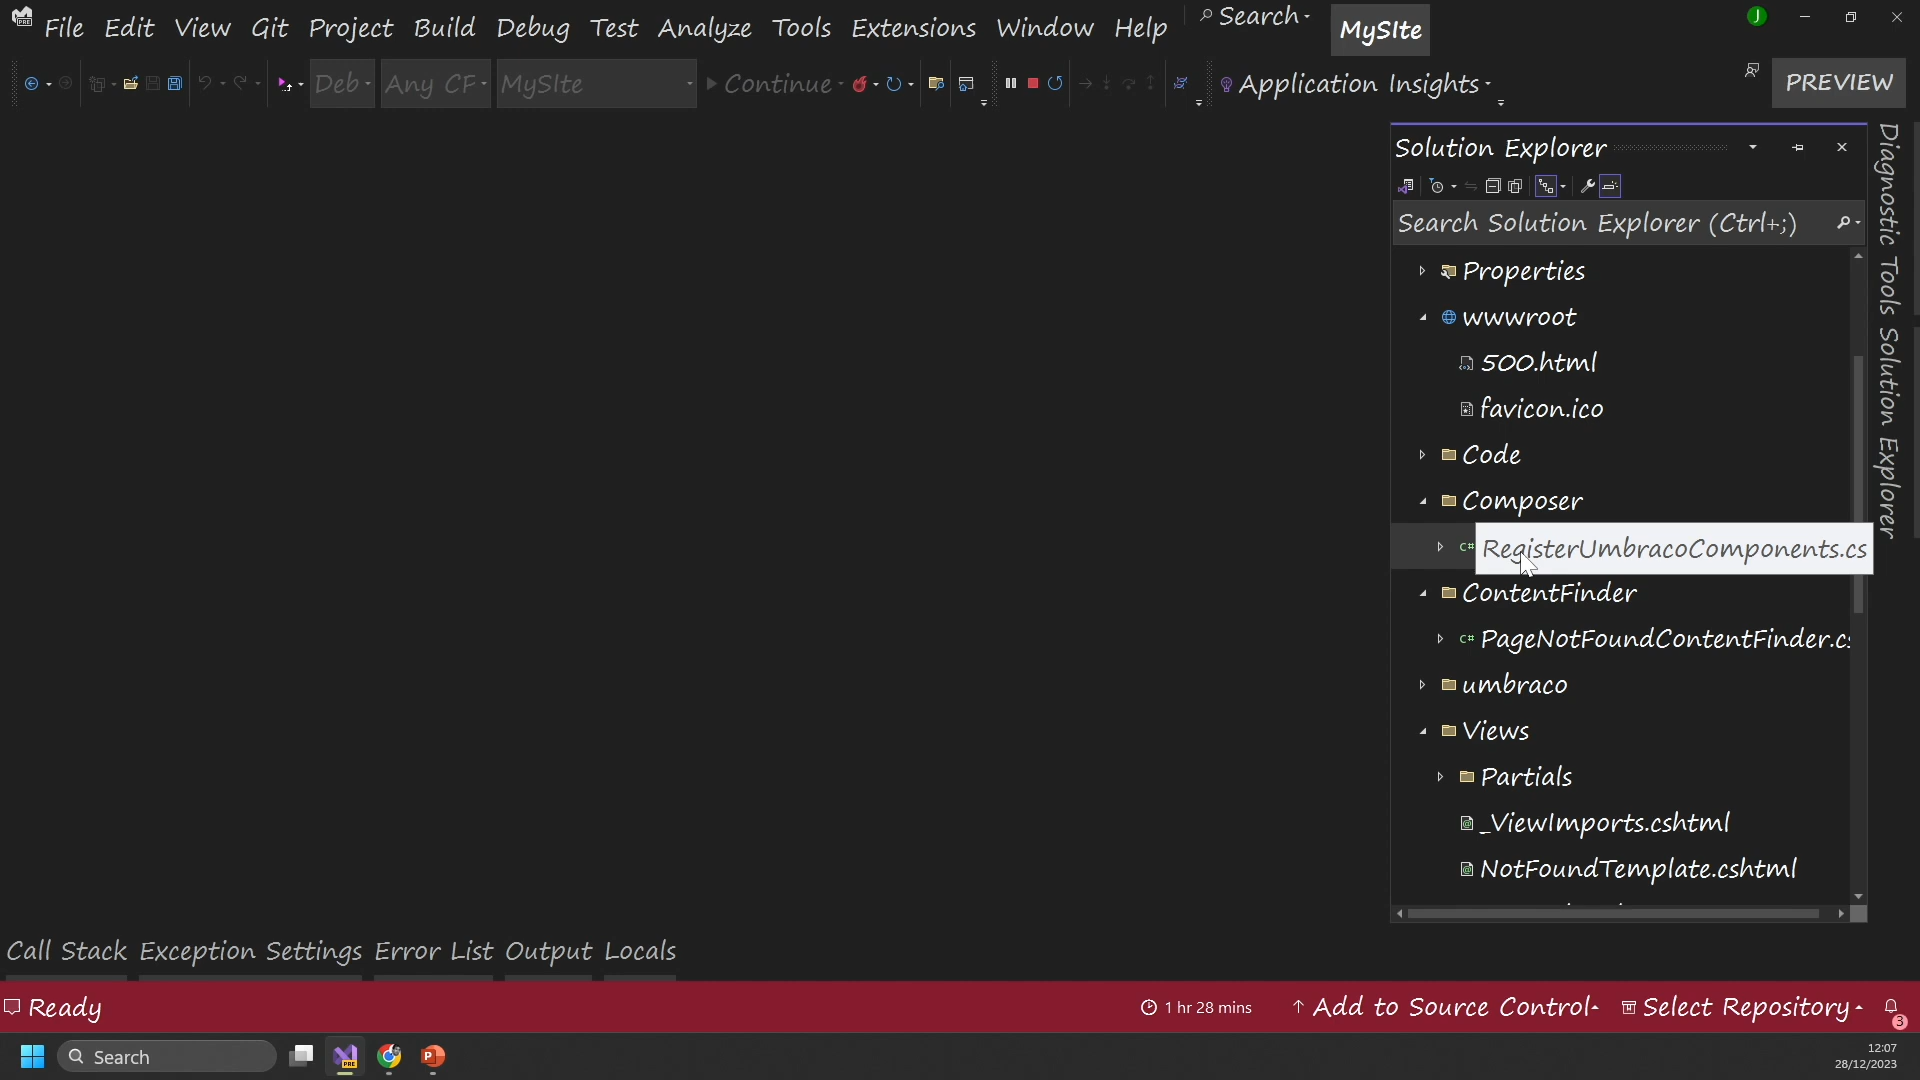 File Edit View Git Project Build Debug Test Analyze Tools Extensions Window Help Search MySIte
Deb Any CP MySIte Continue Application Insights PREVIEW
Solution Explorer
Search Solution Explorer (Ctrl+;)
Properties
wwwroot
500.html
favicon.ico
Code
Composer
C# RegisterUmbracoComponents.cs
ContentFinder
C# PageNotFoundContentFinder.cs
umbraco
Views
Partials
_ViewImports.cshtml
NotFoundTemplate.cshtml
Diagnostic Tools
Solution Explorer
Call Stack Exception Settings Error List Output Locals
Ready 1 hr 28 mins Add to Source Control Select Repository 3
Search
12:07
28/12/2023